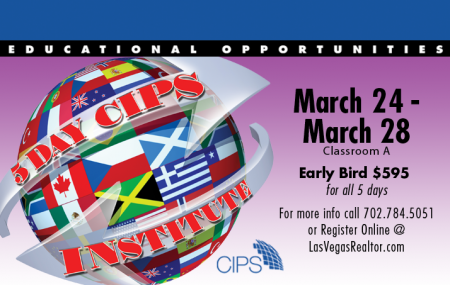 EDUCATIONAL OPPORTUNITIES
5 DAY CIPS
INSTITUTE
CIPS
March 24 -
March 28
Classroom A
Early Bird $595
for all 5 days
For more info call 702.784.5051
or Register Online @
LasVegasRealtor.com